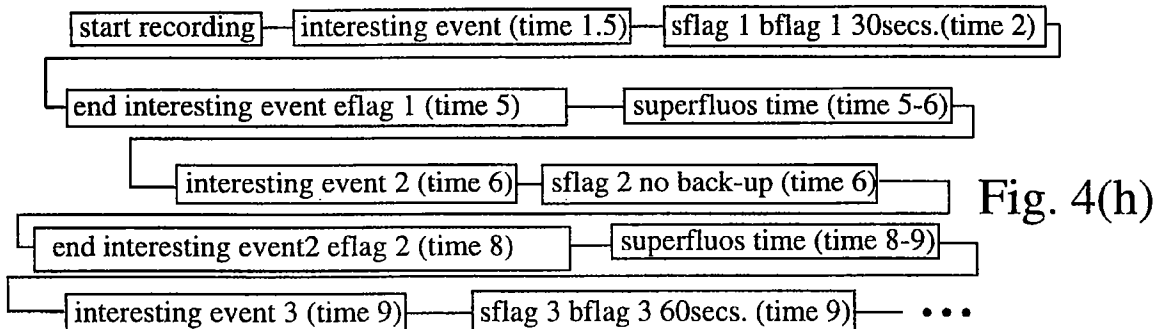 start recording interesting event (time 1.5) sflag 1 bflag 1 30secs.(time 2)
end interesting event eflag 1 (time 5) superfluos time (time 5-6)
interesting event 2 (time 6) sflag 2 no back-up (time 6)
Fig. 4(h)
end interesting event2 eflag 2 (time 8) superfluos time (time 8-9)
interesting event 3 (time 9) sflag 3 bflag 3 60secs. (time 9) •••